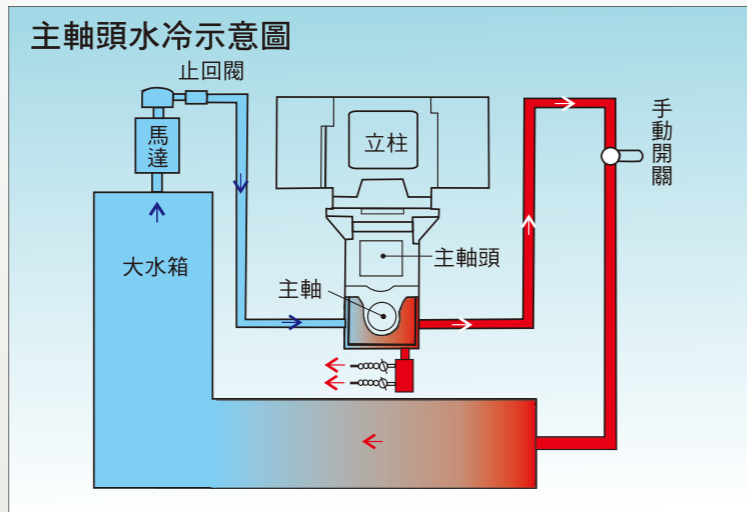 主軸頭水冷示意圖
止回閥
馬達
立柱
手動開關
大水箱
主軸頭
主軸